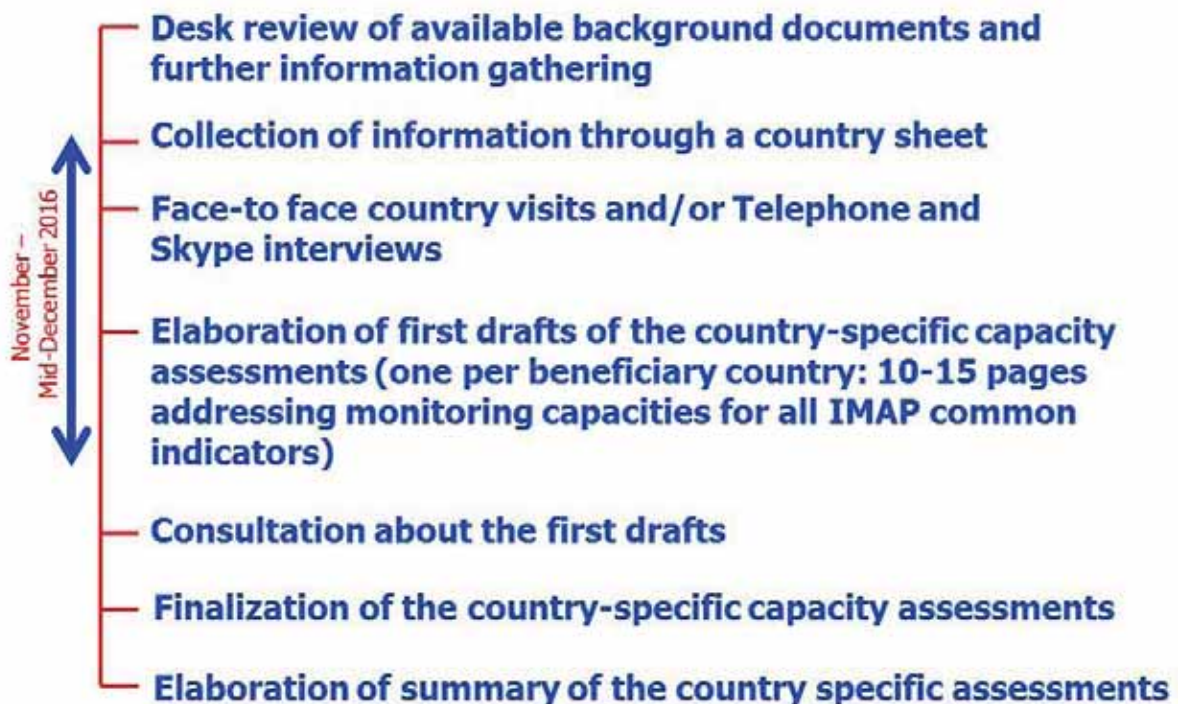 Desk review of available background documents and
further information gathering
Collection of information through a country sheet
Face-to face country visits and/or Telephone and
Skype interviews
November –
Mid-December 2016
Elaboration of first drafts of the country-specific capacity
assessments (one per beneficiary country: 10-15 pages
addressing monitoring capacities for all IMAP common
indicators)
Consultation about the first drafts
Finalization of the country-specific capacity assessments
Elaboration of summary of the country specific assessments